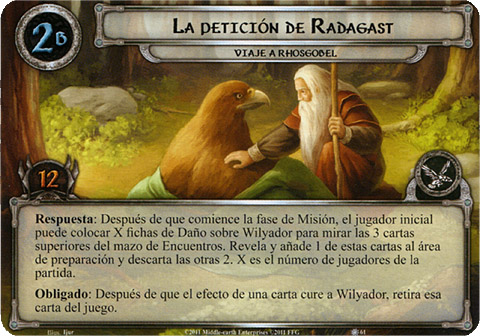 2B
LA PETICIÓN DE RADAGAST
VIAJE A RHOSGOBEL
12
Respuesta: Después de que comience la fase de Misión, el jugador inicial
puede colocar X fichas de Daño sobre Wilyador para mirar las 3 cartas
superiores del mazo de Encuentros. Revela y añade 1 de estas cartas al área
de preparación y descarta las otras 2. X es el número de jugadores de la
partida.
Obligado: Después de que el efecto de una carta cure a Wilyador, retira esa
carta del juego.
Ilus. Ijur
©2011 Middle-earth Enterprises ©2011 FFG
61